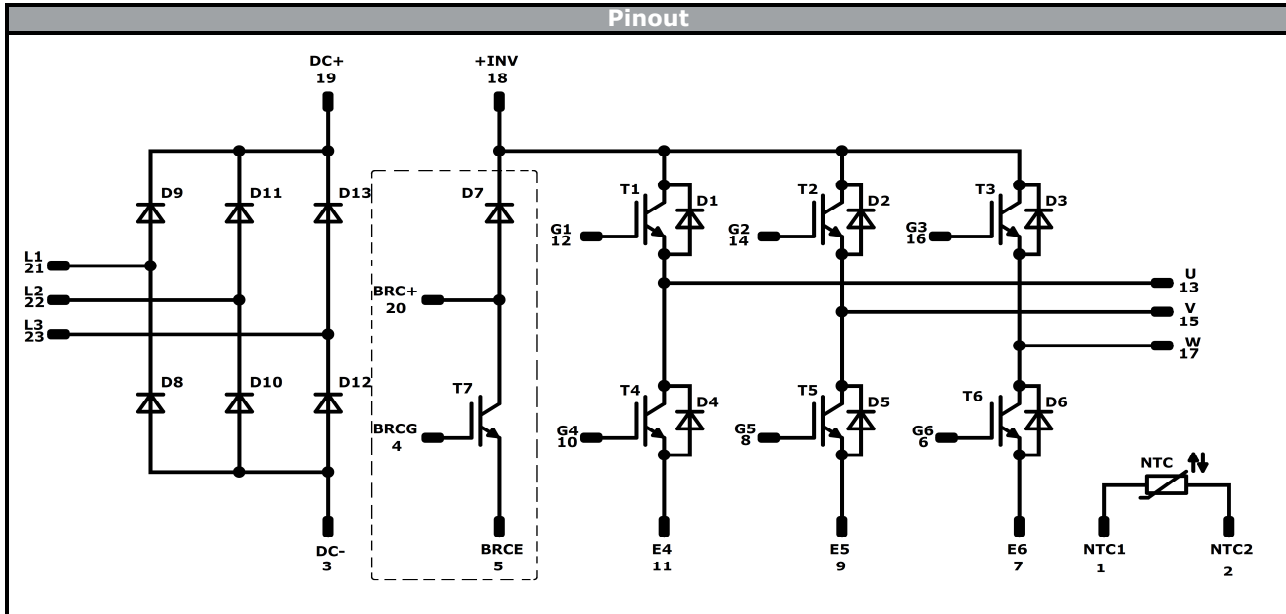 Pinout
DC+
19
+INV
18
D9
D11
D13
D7
T1
D1
T2
D2
T3
D3
G1
12
G2
14
G3
16
L1
21
L2
22
L3
23
BRC+
20
U
13
V
15
W
17
D8
D10
D12
T7
T4
D4
T5
D5
T6
D6
BRCG
4
G4
10
G5
8
G6
6
NTC
DC-
3
BRCE
5
E4
11
E5
9
E6
7
NTC1
1
NTC2
2